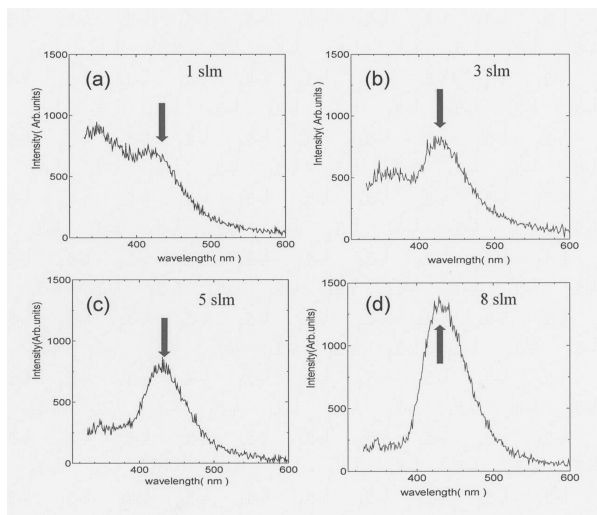 (a)
1 slm
1500
1000
500
0
Intensity( Arb.units)
400
500
600
wavelength( nm )
(b)
3 slm
1500
1000
500
0
Intensity( Arb.units )
400
500
600
wavelmgth( nm )
(c)
5 slm
1500
1000
500
0
Intensity(Arb.units)
400
500
600
wavelength( nm )
(d)
8 slm
1500
1000
500
0
Intensity(Arb.units)
400
500
600
wavelength( nm )